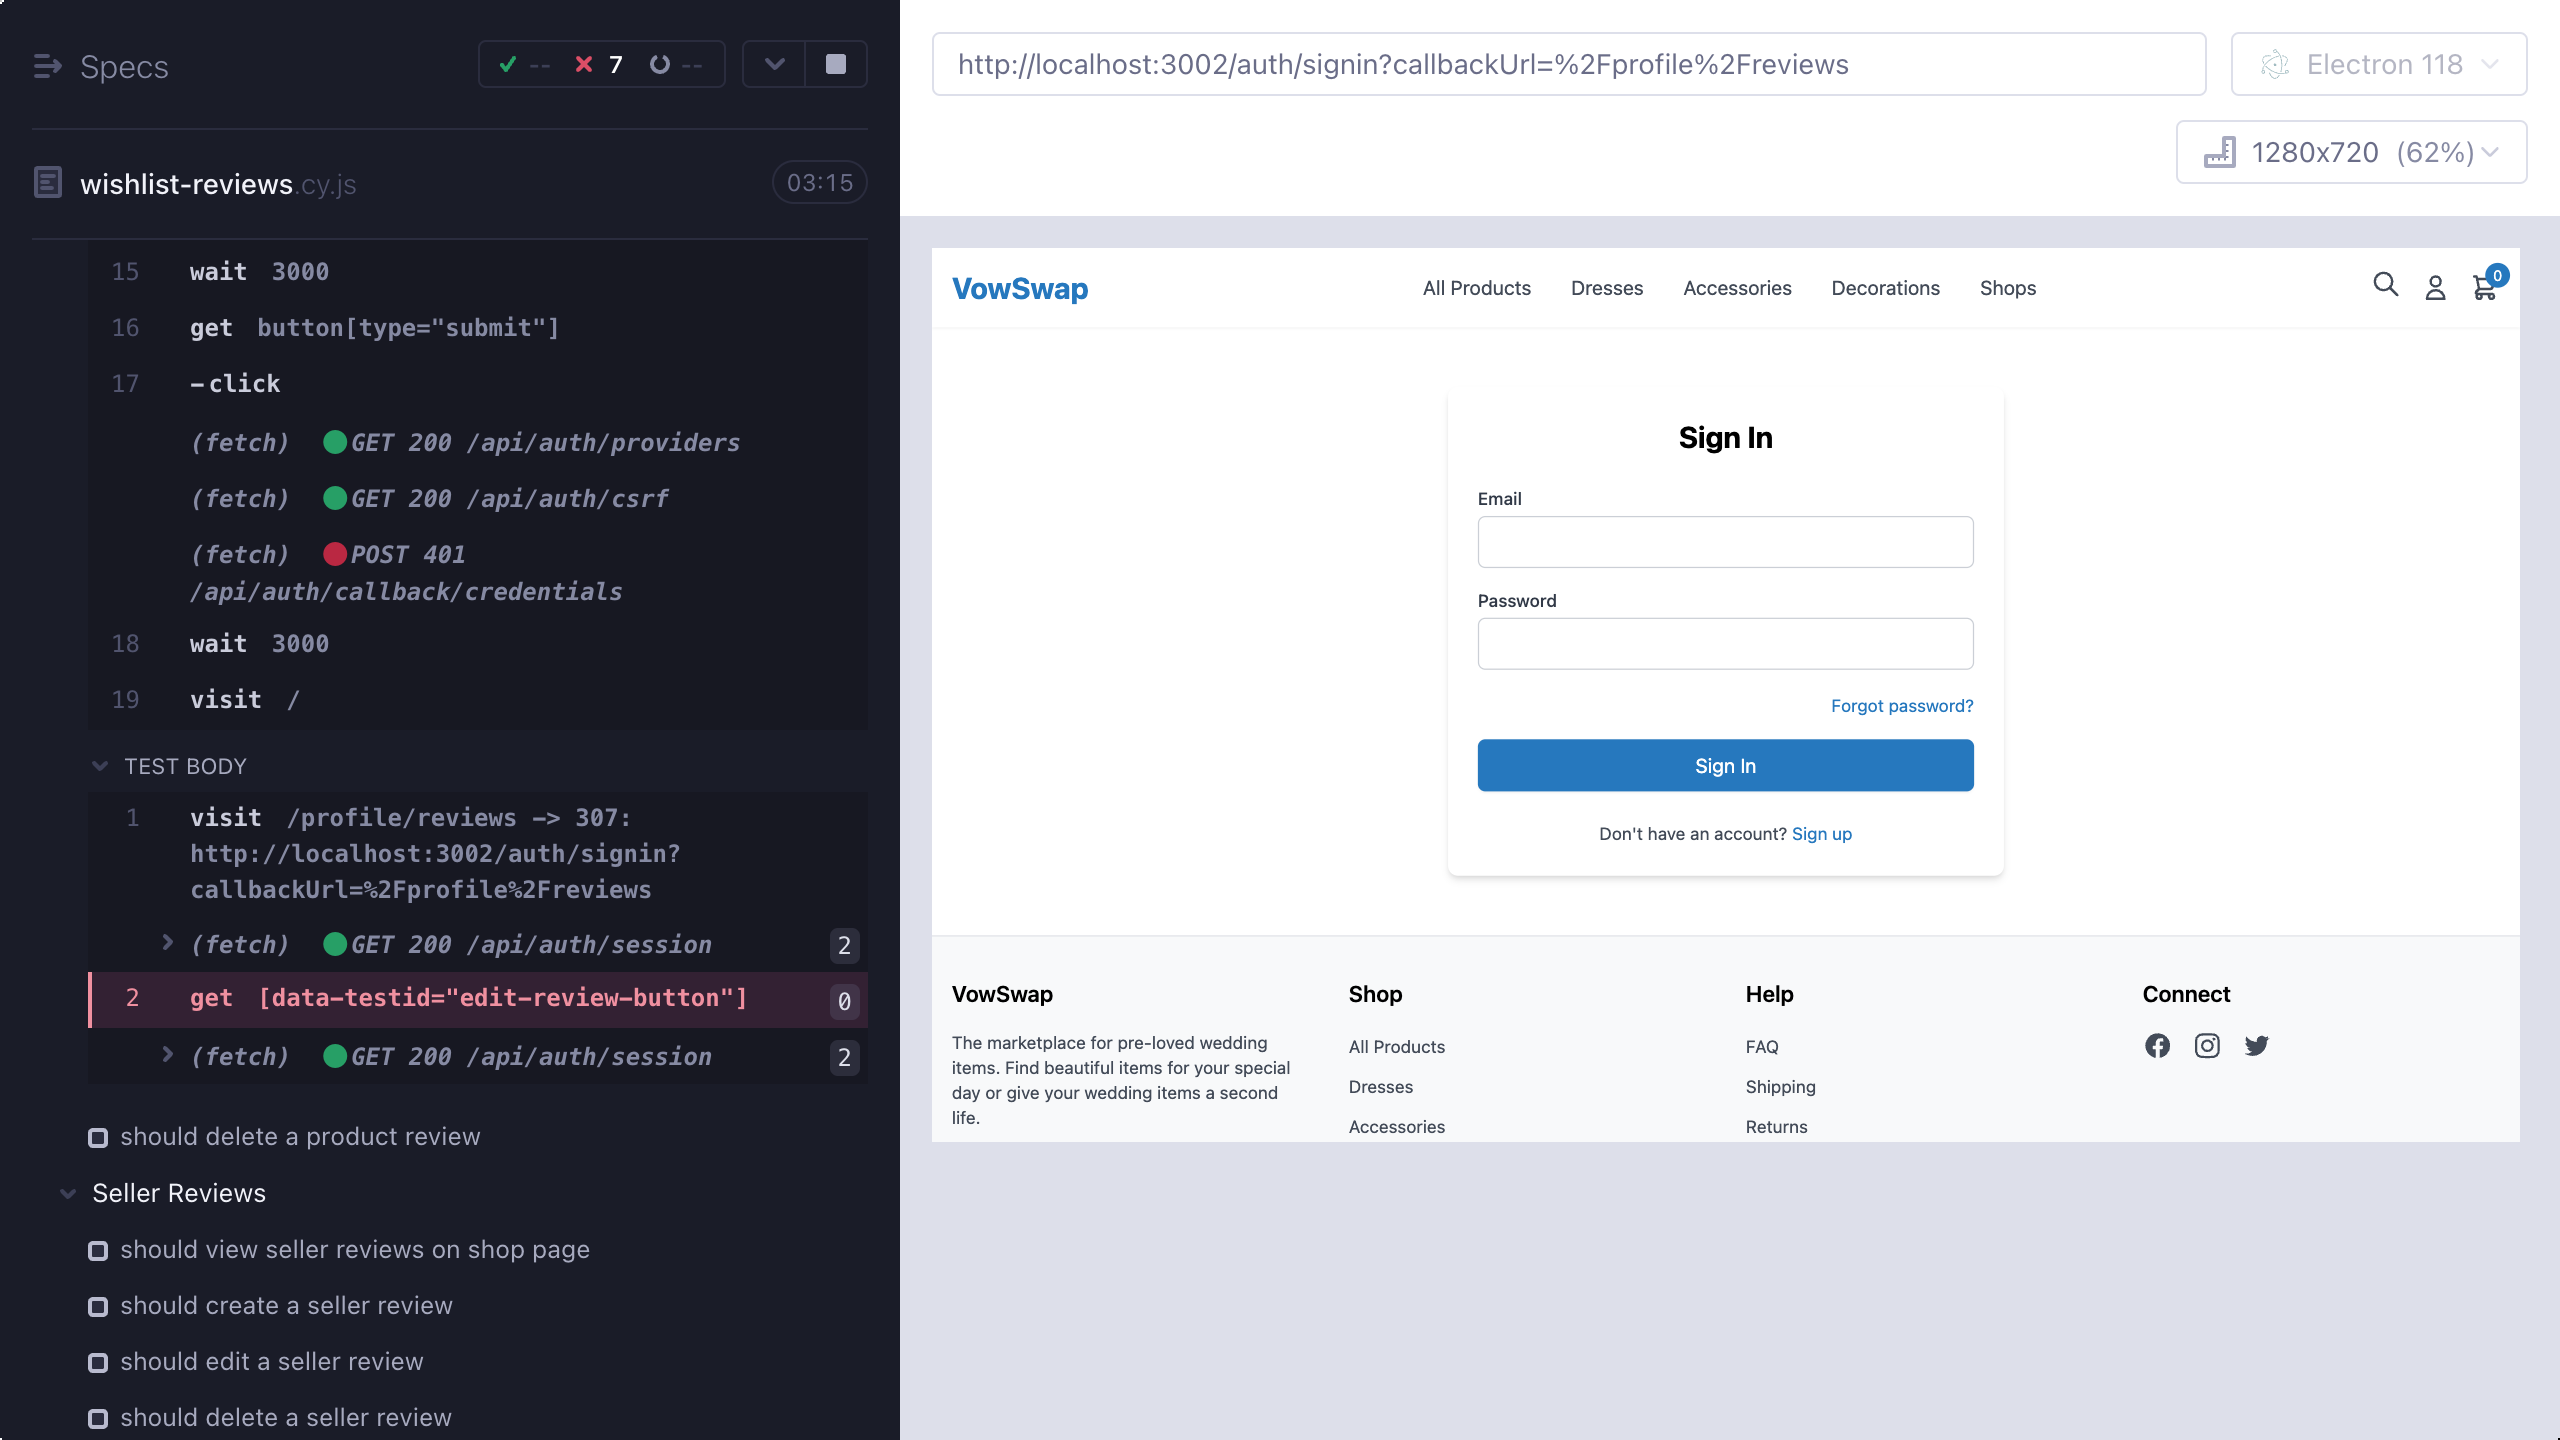 Specs
-- 7 --
wishlist-reviews.cy.js 03:15
15 wait 3000
16 get button[type="submit"]
17 -click
(fetch) GET 200 /api/auth/providers
(fetch) GET 200 /api/auth/csrf
(fetch) POST 401
/api/auth/callback/credentials
18 wait 3000
19 visit /
TEST BODY
1 visit /profile/reviews -> 307:
http://localhost:3002/auth/signin?
callbackUrl=%2Fprofile%2Freviews
(fetch) GET 200 /api/auth/session 2
2 get [data-testid="edit-review-button"] 0
(fetch) GET 200 /api/auth/session 2
should delete a product review
Seller Reviews
should view seller reviews on shop page
should create a seller review
should edit a seller review
should delete a seller review
http://localhost:3002/auth/signin?callbackUrl=%2Fprofile%2Freviews
Electron 118
1280x720 (62%)
VowSwap All Products Dresses Accessories Decorations Shops 0
Sign In
Email
Password
Forgot password?
Sign In
Don't have an account? Sign up
VowSwap
The marketplace for pre-loved wedding
items. Find beautiful items for your special
day or give your wedding items a second
life.
Shop
All Products
Dresses
Accessories
Help
FAQ
Shipping
Returns
Connect